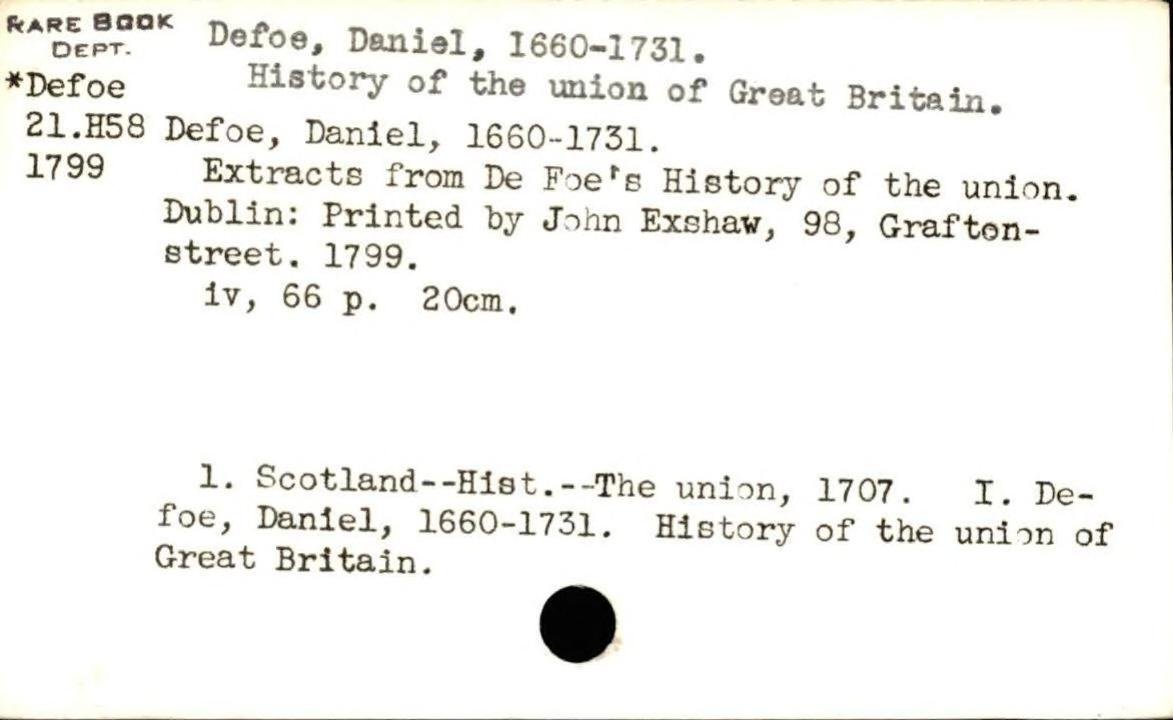 RARE BOOK
DEPT.
Defoe, Daniel, 1660-1731.
*Defoe History of the union of Great Britain.
21.H58 Defoe, Daniel, 1660-1731.
1799 Extracts from De Foe's History of the union.
Dublin: Printed by John Exshaw, 98, Grafton-
street. 1799.
iv, 66 p. 20cm.
1. Scotland--Hist.--The union, 1707. I. De-
foe, Daniel, 1660-1731. History of the union of
Great Britain.